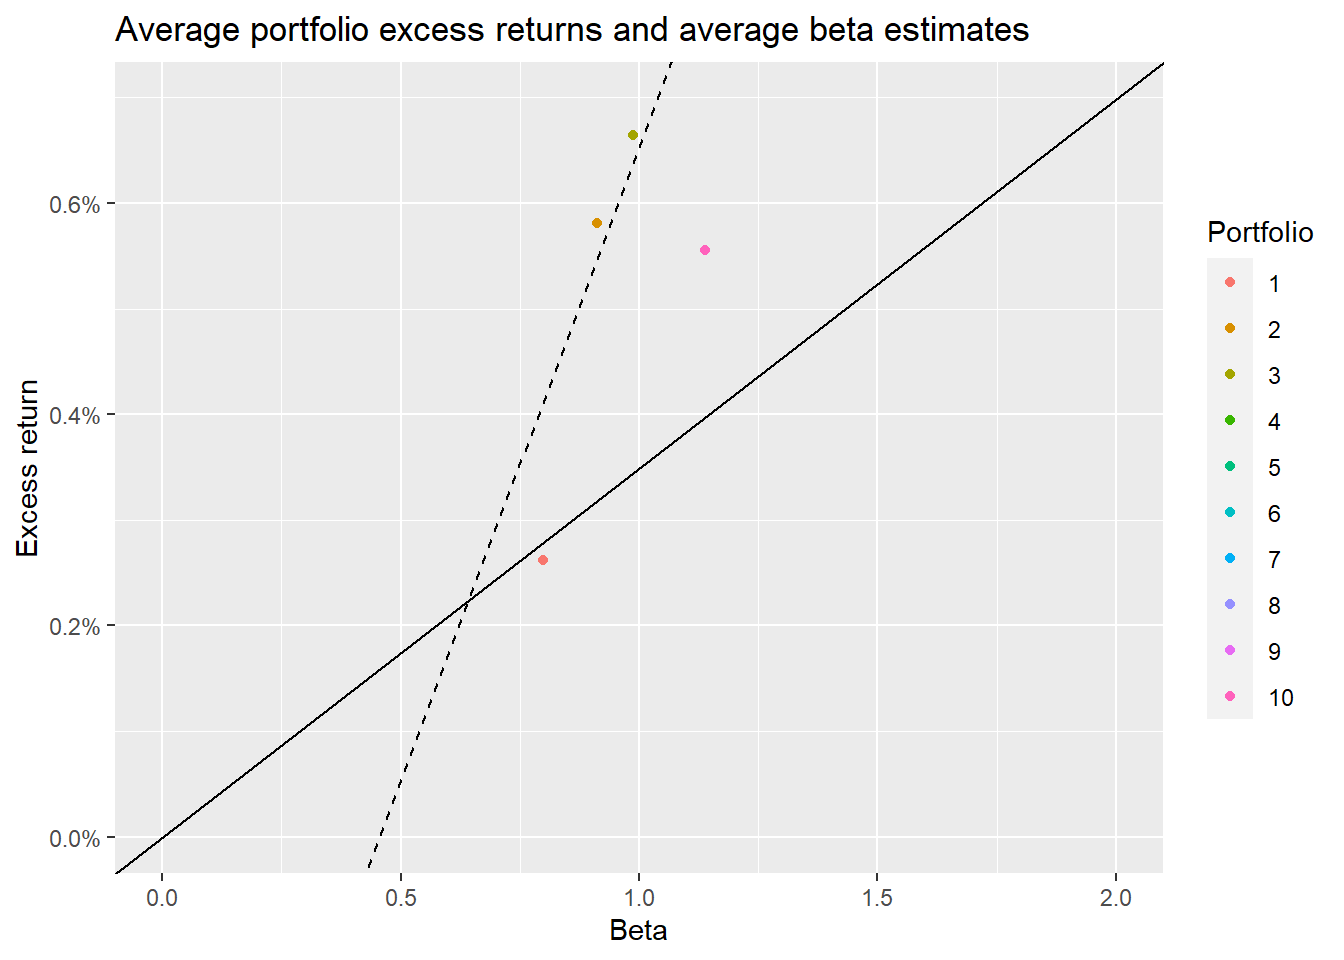 Average portfolio excess returns and average beta estimates
Excess return
0.6%
0.4%
0.2%
0.0%
0.0 0.5 1.0 1.5 2.0
Beta
Portfolio
1
2
3
4
5
6
7
8
9
10